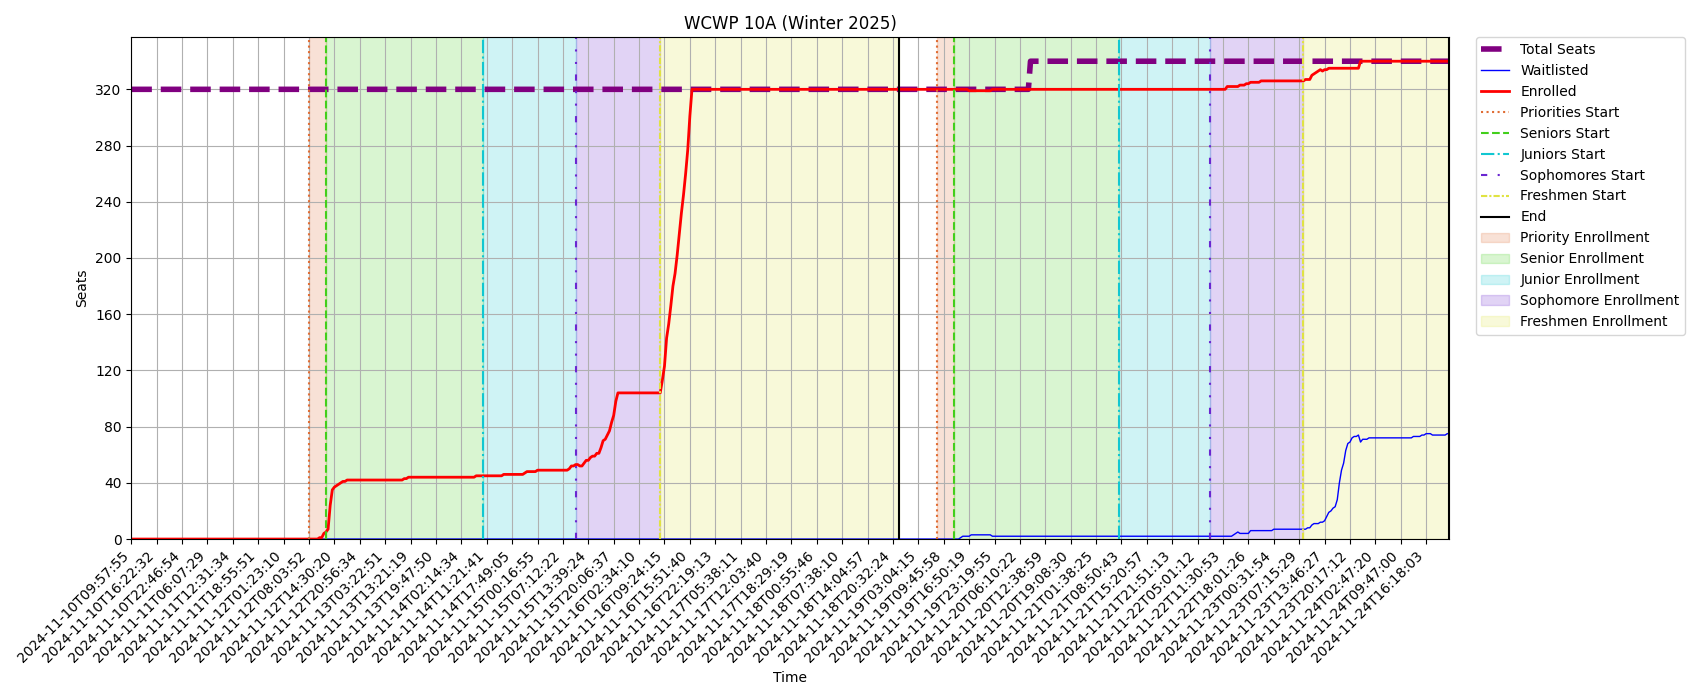 WCWP 10A (Winter 2025)
Seats
320
280
240
200
160
120
80
40
0
2024-11-10T09:57:55
2024-11-10T16:22:32
2024-11-10T22:46:54
2024-11-11T06:07:29
2024-11-11T12:31:34
2024-11-11T18:55:51
2024-11-12T01:23:10
2024-11-12T08:03:52
2024-11-12T14:30:20
2024-11-12T20:56:34
2024-11-13T03:22:51
2024-11-13T13:21:19
2024-11-13T19:47:50
2024-11-14T02:14:34
2024-11-14T11:21:41
2024-11-14T17:49:05
2024-11-15T00:16:55
2024-11-15T07:12:22
2024-11-15T13:39:24
2024-11-15T20:06:37
2024-11-16T02:34:10
2024-11-16T09:24:15
2024-11-16T15:51:40
2024-11-16T22:19:13
2024-11-17T05:38:11
2024-11-17T12:03:40
2024-11-17T18:29:19
2024-11-18T00:55:46
2024-11-18T07:38:10
2024-11-18T14:04:57
2024-11-18T20:32:24
2024-11-19T03:04:15
2024-11-19T09:45:58
2024-11-19T16:50:19
2024-11-19T23:19:55
2024-11-20T06:10:22
2024-11-20T12:38:59
2024-11-20T19:08:30
2024-11-21T01:38:25
2024-11-21T08:50:43
2024-11-21T15:20:57
2024-11-21T21:51:13
2024-11-22T05:01:12
2024-11-22T11:30:53
2024-11-22T18:01:26
2024-11-23T00:31:54
2024-11-23T07:15:29
2024-11-23T13:46:27
2024-11-23T20:17:12
2024-11-24T02:47:20
2024-11-24T09:47:00
2024-11-24T16:18:03
Time
Total Seats
Waitlisted
Enrolled
Priorities Start
Seniors Start
Juniors Start
Sophomores Start
Freshmen Start
End
Priority Enrollment
Senior Enrollment
Junior Enrollment
Sophomore Enrollment
Freshmen Enrollment